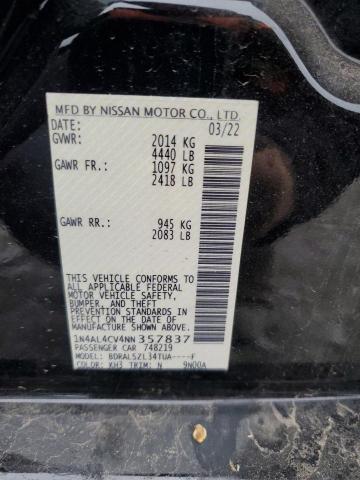 MFD BY NISSAN MOTOR CO., LTD.
DATE: 03/22
GVWR: 2014 KG
4440 LB
GAWR FR.: 1097 KG
2418 LB
GAWR RR.: 945 KG
2083 LB
THIS VEHICLE CONFORMS TO
ALL APPLICABLE FEDERAL
MOTOR VEHICLE SAFETY,
BUMPER, AND THEFT
PREVENTION STANDARDS IN
EFFECT ON THE DATE OF
MANUFACTURE SHOWN ABOVE.
1N4AL4CV4NN357837
PASSENGER CAR 748219
MODEL: BDRALSZL34TUA----F
COLOR: KH3 TRIM: N 9N00A